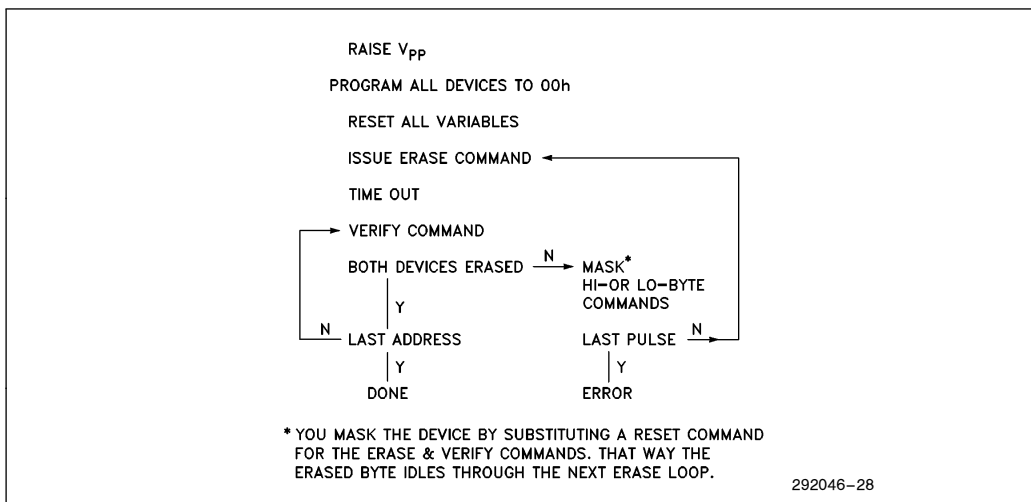 RAISE VPP
PROGRAM ALL DEVICES TO 00h
RESET ALL VARIABLES
ISSUE ERASE COMMAND
TIME OUT
VERIFY COMMAND
BOTH DEVICES ERASED
N
MASK*
HI-OR LO-BYTE
COMMANDS
Y
N
LAST ADDRESS
LAST PULSE
N
Y
Y
DONE
ERROR
* YOU MASK THE DEVICE BY SUBSTITUTING A RESET COMMAND
FOR THE ERASE & VERIFY COMMANDS. THAT WAY THE
ERASED BYTE IDLES THROUGH THE NEXT ERASE LOOP.
292046-28